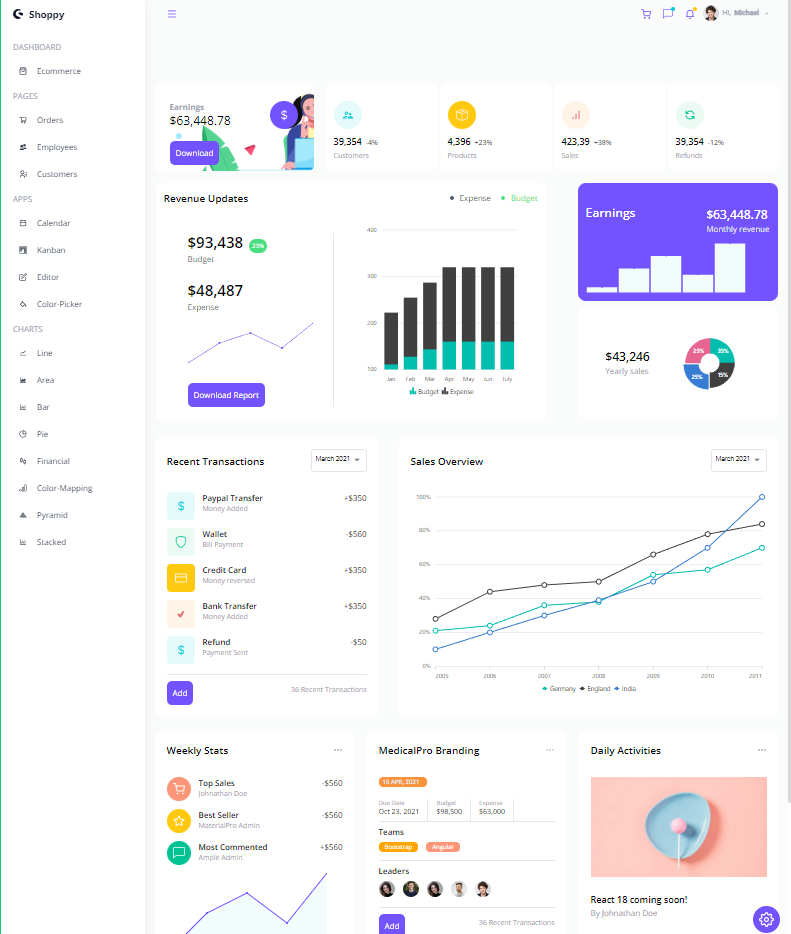 Shoppy
Hi, Michael
DASHBOARD
Ecommerce
PAGES
Orders
Employees
Customers
APPS
Calendar
Kanban
Editor
Color-Picker
CHARTS
Line
Area
Bar
Pie
Financial
Color-Mapping
Pyramid
Stacked
Earnings
$63,448.78
$
Download
39,354 -4%
Customers
4,396 +23%
Products
423,39 +38%
Sales
39,354 -12%
Refunds
Revenue Updates
Expense
Budget
$93,438 23%
Budget
$48,487
Expense
Download Report
400
300
200
100
Jan Feb Mar Apr May Jun July
Budget Expense
Earnings
$63,448.78
Monthly revenue
$43,246
Yearly sales
25% 35%
25% 15%
Recent Transactions
March 2021
$
Paypal Transfer +$350
Money Added
Wallet -$560
Bill Payment
Credit Card +$350
Money reversed
Bank Transfer +$350
Money Added
$
Refund -$50
Payment Sent
Add
36 Recent Transactions
Sales Overview
March 2021
100%
80%
60%
40%
20%
0%
2005 2006 2007 2008 2009 2010 2011
Germany England India
Weekly Stats
Top Sales -$560
Johnathan Doe
Best Seller -$560
MaterialPro Admin
Most Commented +$560
Ample Admin
MedicalPro Branding
16 APR, 2021
Due Date Budget Expense
Oct 23, 2021 $98,500 $63,000
Teams
Bootstrap Angular
Leaders
Add
36 Recent Transactions
Daily Activities
React 18 coming soon!
By Johnathan Doe